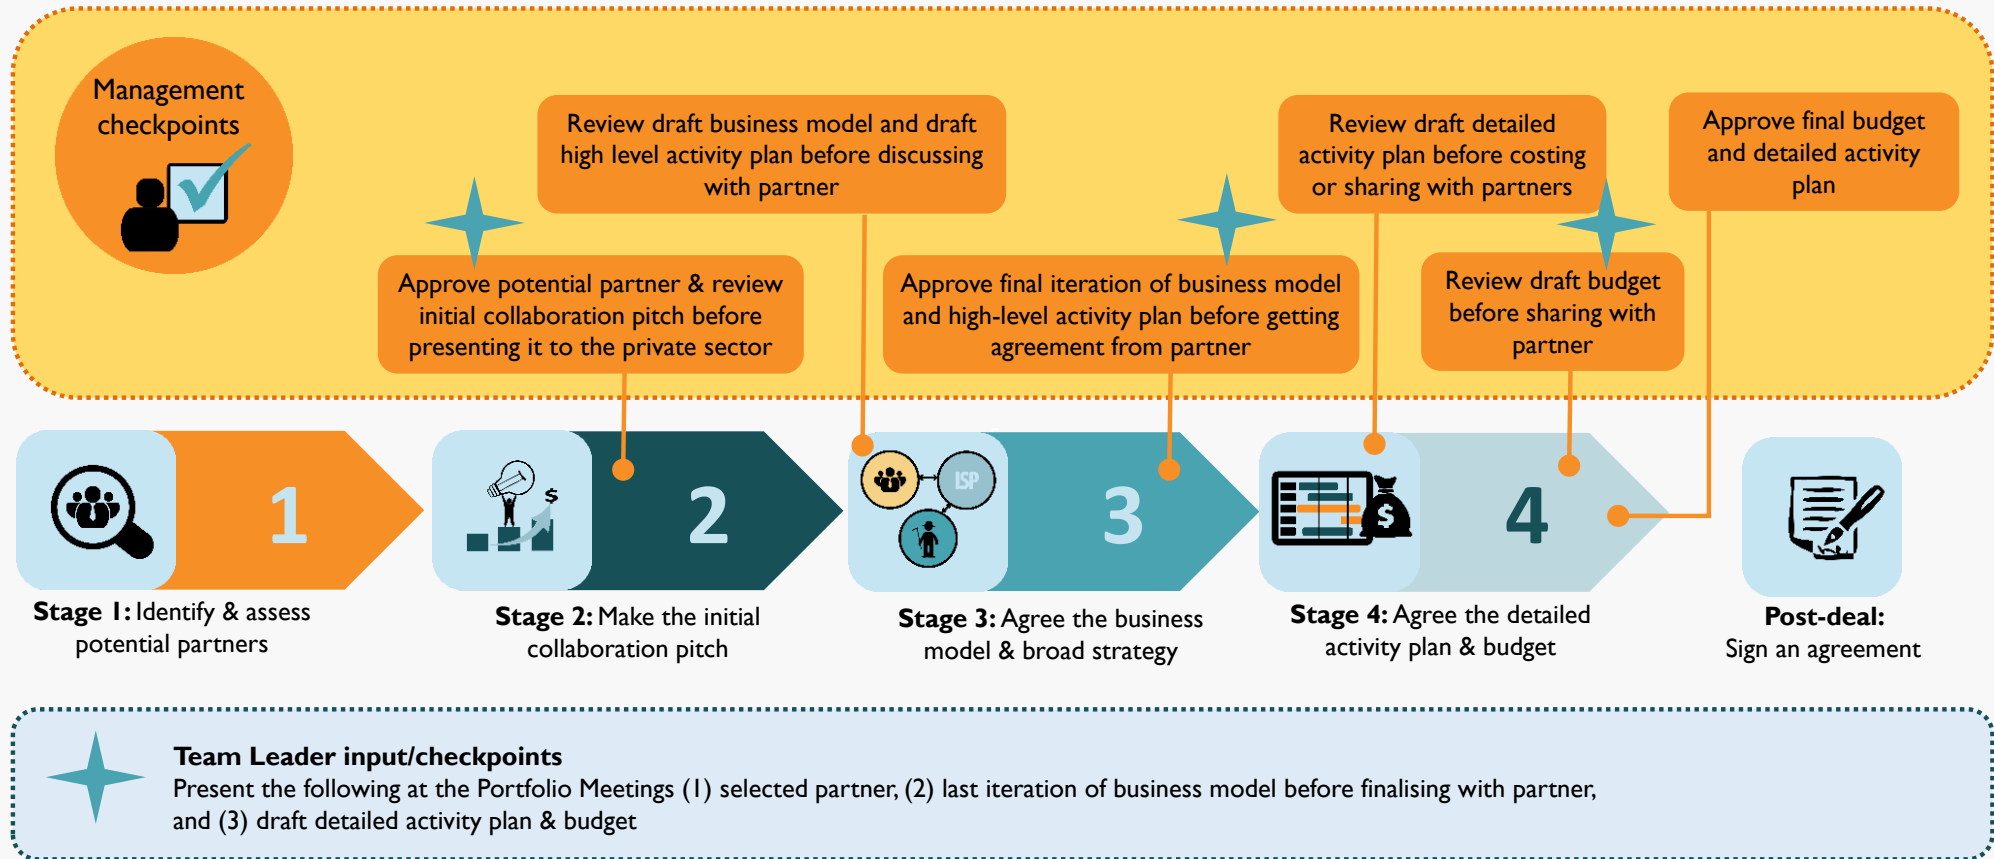 Management
checkpoints
Review draft business model and draft
high level activity plan before discussing
with partner
Review draft detailed
activity plan before costing
or sharing with partners
Approve final budget
and detailed activity
plan
Approve potential partner & review
initial collaboration pitch before
presenting it to the private sector
Approve final iteration of business model
and high-level activity plan before getting
agreement from partner
Review draft budget
before sharing with
partner
1
$
2
ISP
3
$
4
Stage 1: Identify & assess
potential partners
Stage 2: Make the initial
collaboration pitch
Stage 3: Agree the business
model & broad strategy
Stage 4: Agree the detailed
activity plan & budget
Post-deal:
Sign an agreement
Team Leader input/checkpoints
Present the following at the Portfolio Meetings (1) selected partner, (2) last iteration of business model before finalising with partner,
and (3) draft detailed activity plan & budget